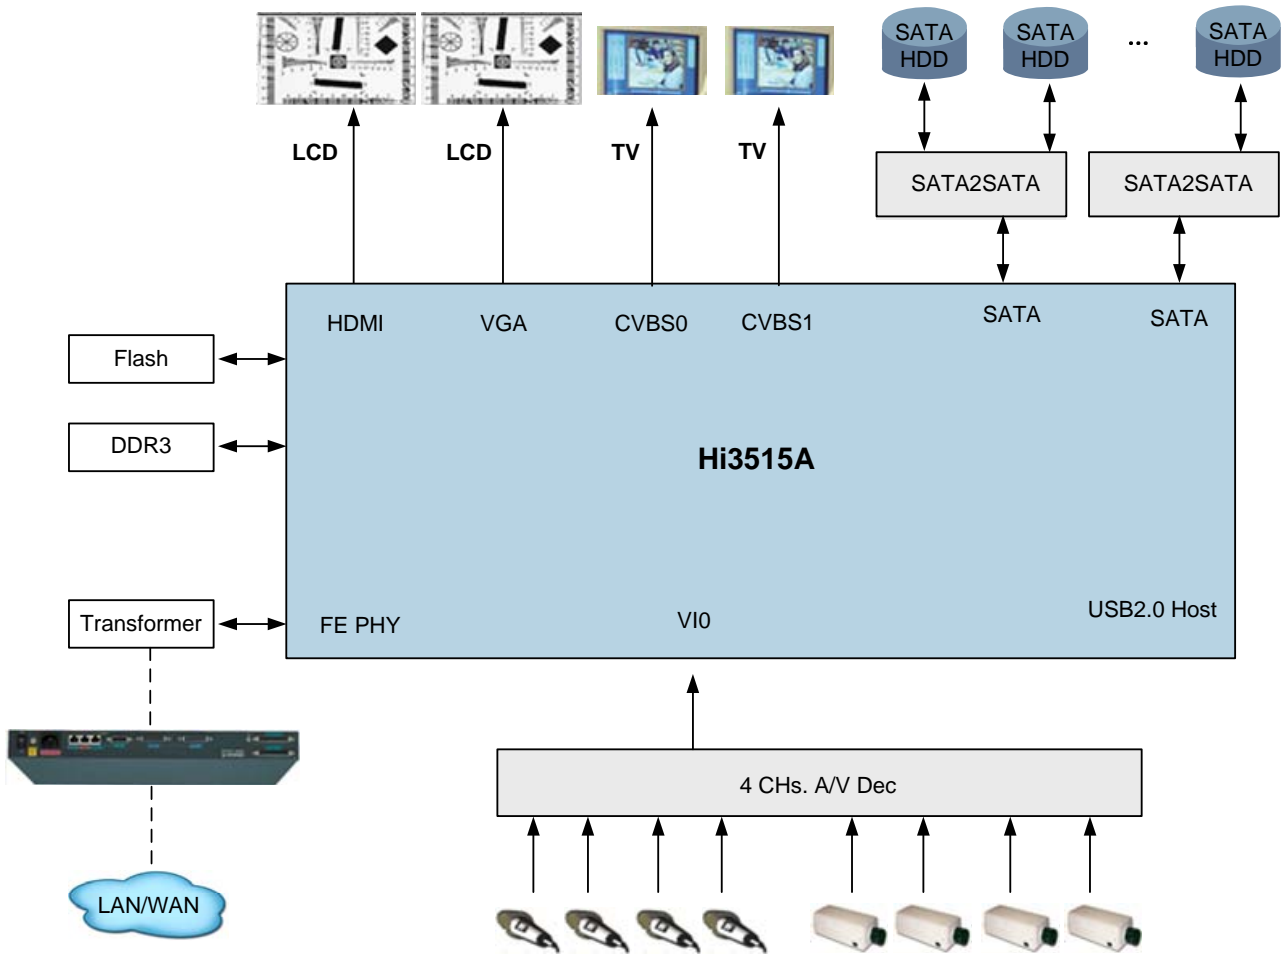 SATA
HDD
SATA
HDD
...
SATA
HDD
LCD
LCD
TV
TV
SATA2SATA
SATA2SATA
HDMI
VGA
CVBS0
CVBS1
SATA
SATA
Flash
DDR3
Hi3515A
Transformer
FE PHY
VI0
USB2.0 Host
4 CHs. A/V Dec
LAN/WAN